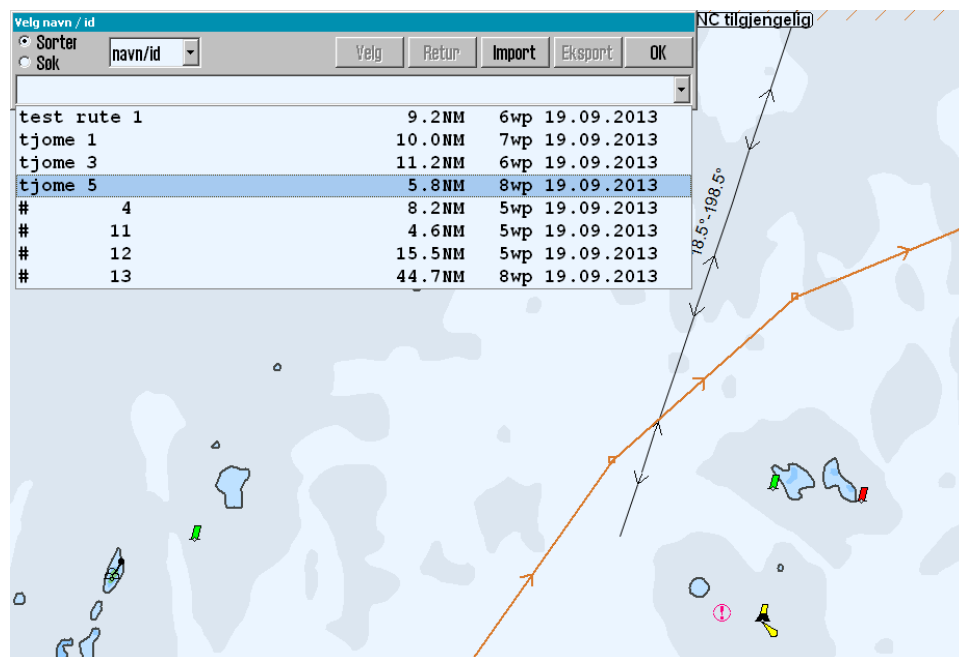 Velg navn / id
NC tilgjengelig
Sorter
Søk
navn/id
Velg
Retur
Import
Eksport
OK
test rute 1 9.2NM 6wp 19.09.2013
tjome 1 10.0NM 7wp 19.09.2013
tjome 3 11.2NM 6wp 19.09.2013
tjome 5 5.8NM 8wp 19.09.2013
# 4 8.2NM 5wp 19.09.2013
# 11 4.6NM 5wp 19.09.2013
# 12 15.5NM 5wp 19.09.2013
# 13 44.7NM 8wp 19.09.2013
18.5°-198.5°